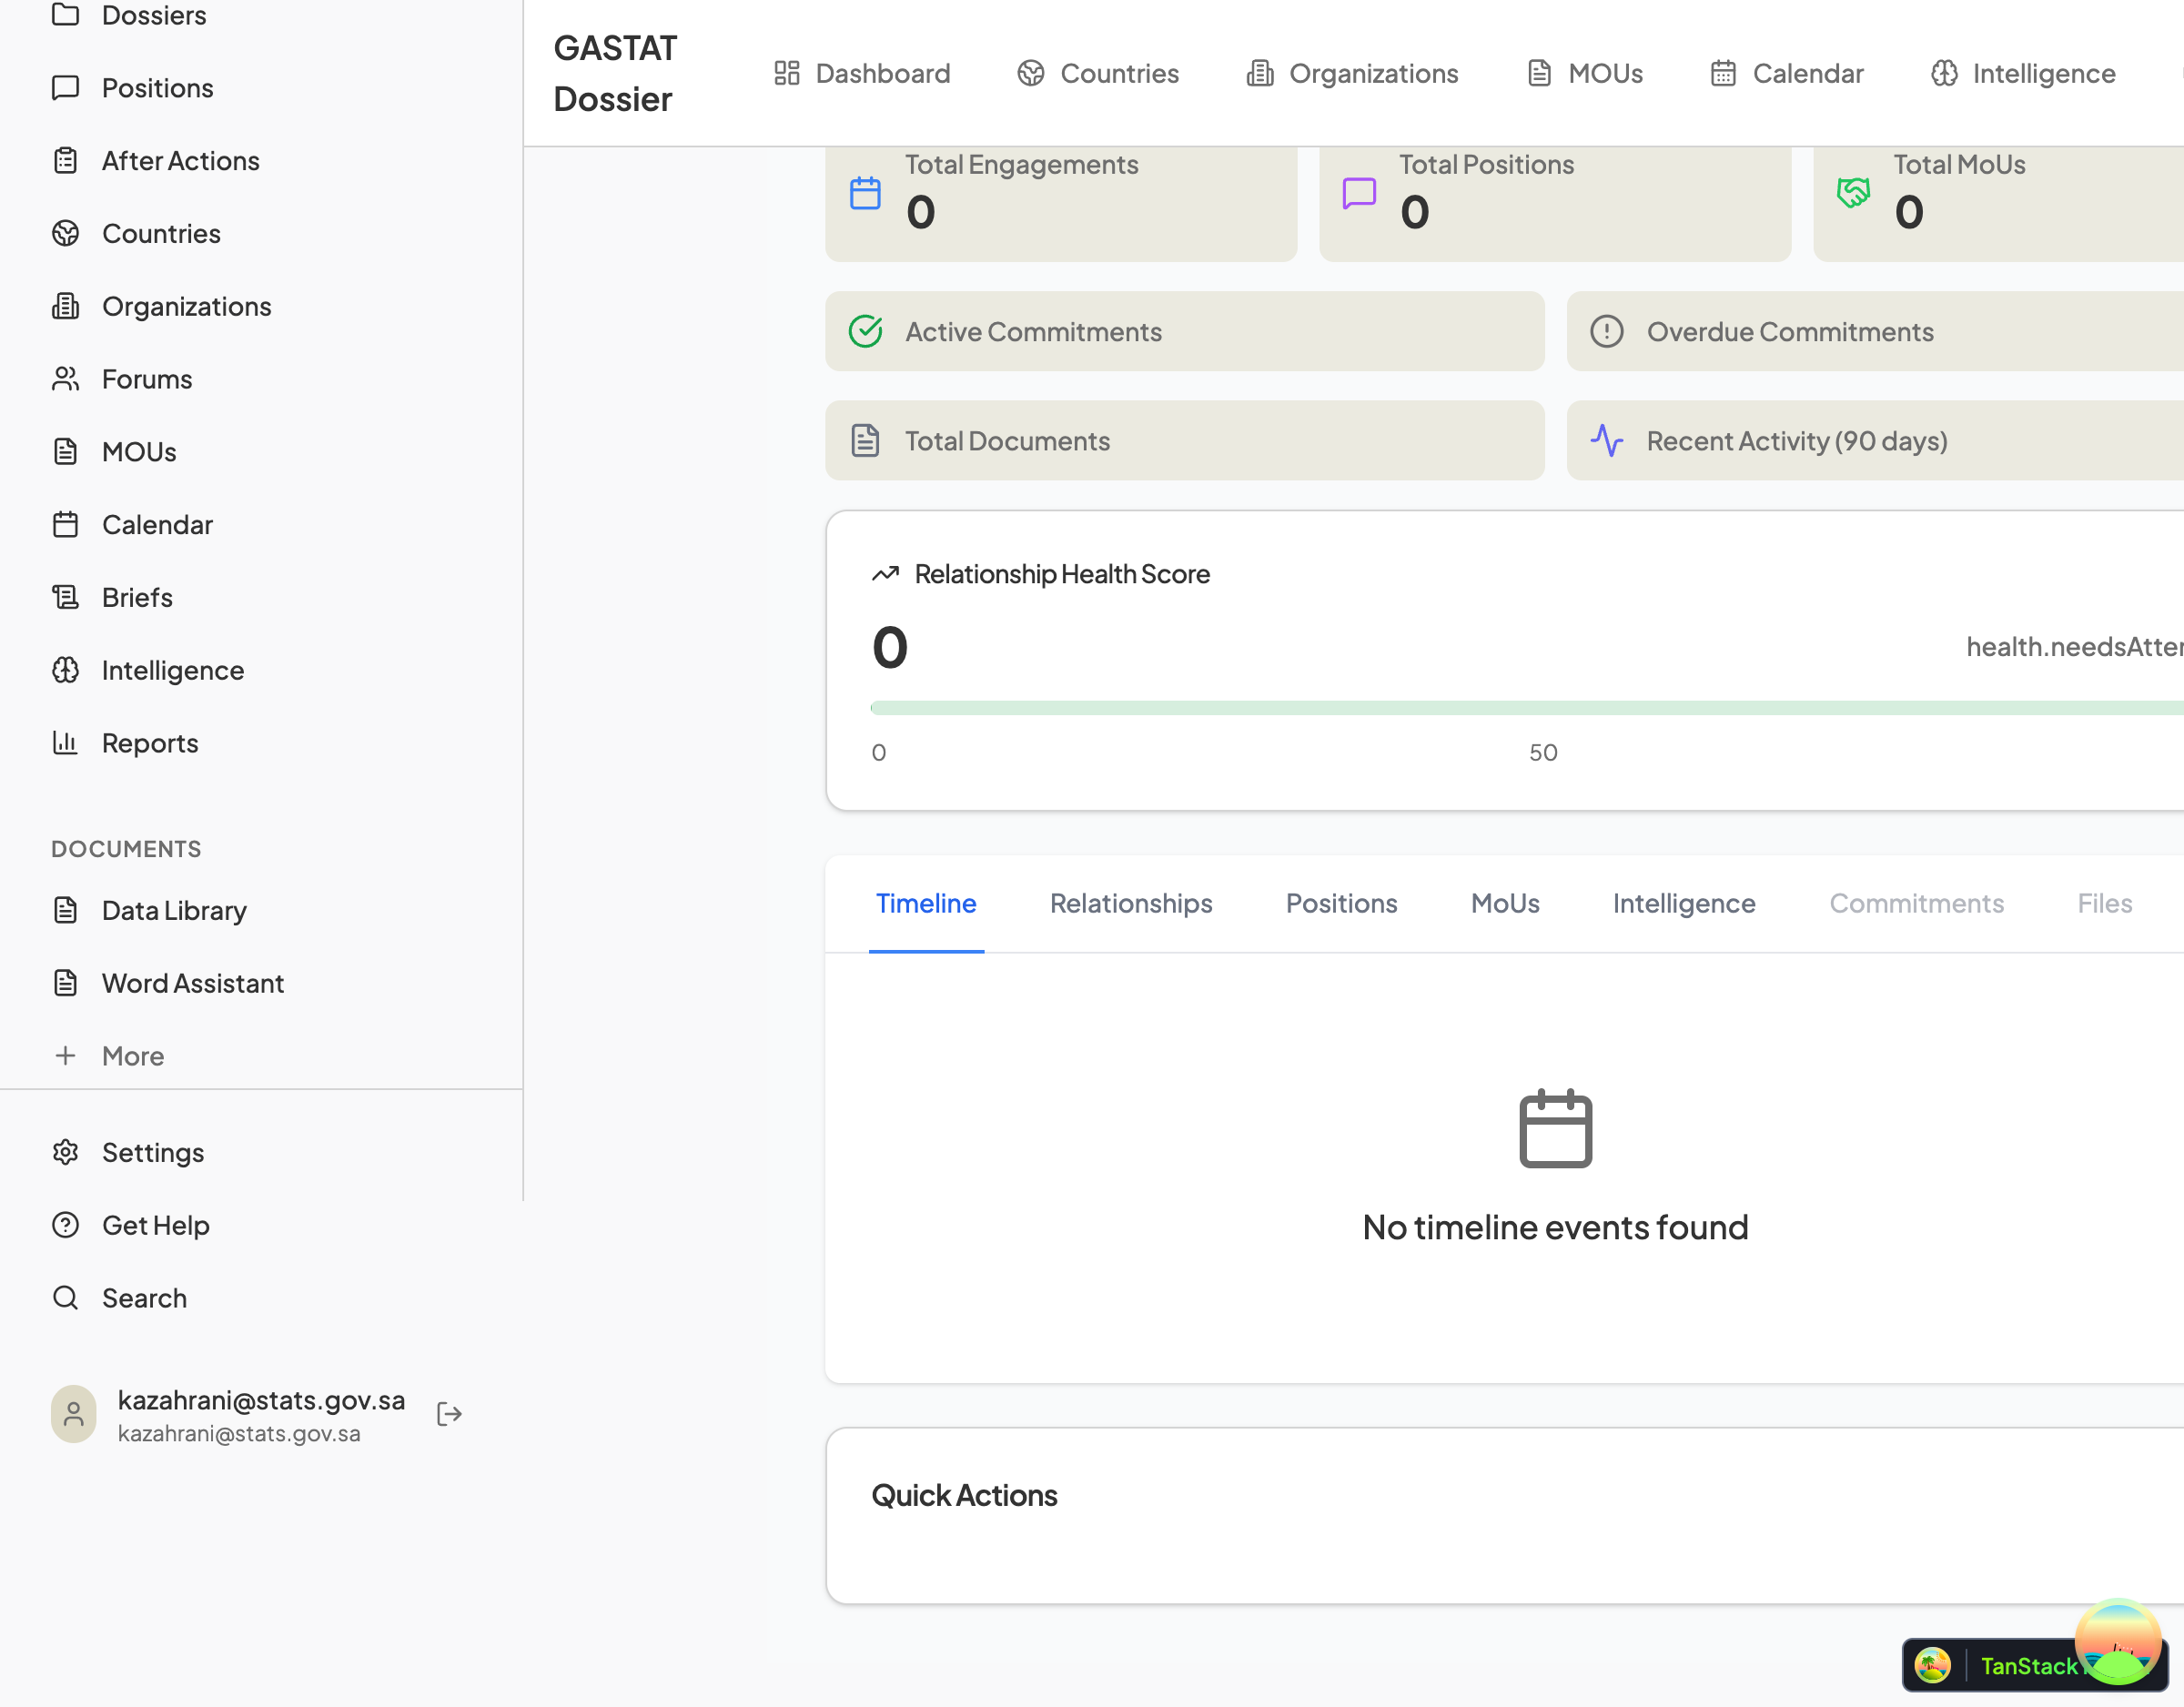 Dossiers
Positions
After Actions
Countries
Organizations
Forums
MOUs
Calendar
Briefs
Intelligence
Reports
DOCUMENTS
Data Library
Word Assistant
More
Settings
Get Help
Search
kazahrani@stats.gov.sa
kazahrani@stats.gov.sa
GASTAT
Dossier
Dashboard
Countries
Organizations
MOUs
Calendar
Intelligence
Total Engagements
0
Total Positions
0
Total MoUs
0
Active Commitments
Overdue Commitments
Total Documents
Recent Activity (90 days)
Relationship Health Score
0
health.needsAtten
0
50
Timeline
Relationships
Positions
MoUs
Intelligence
Commitments
Files
No timeline events found
Quick Actions
TanStack